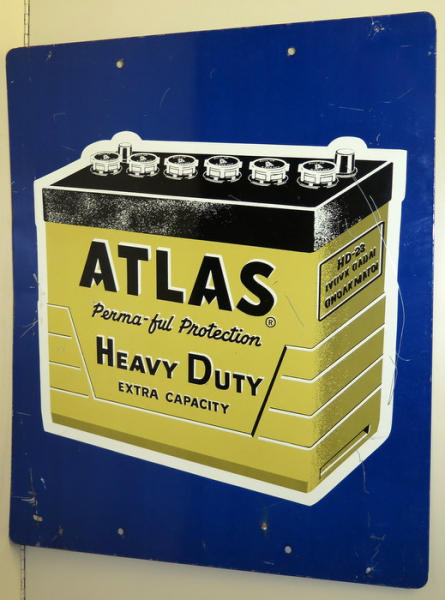 ATLAS
®
Perma-ful Protection
HEAVY DUTY
EXTRA CAPACITY
HD-23